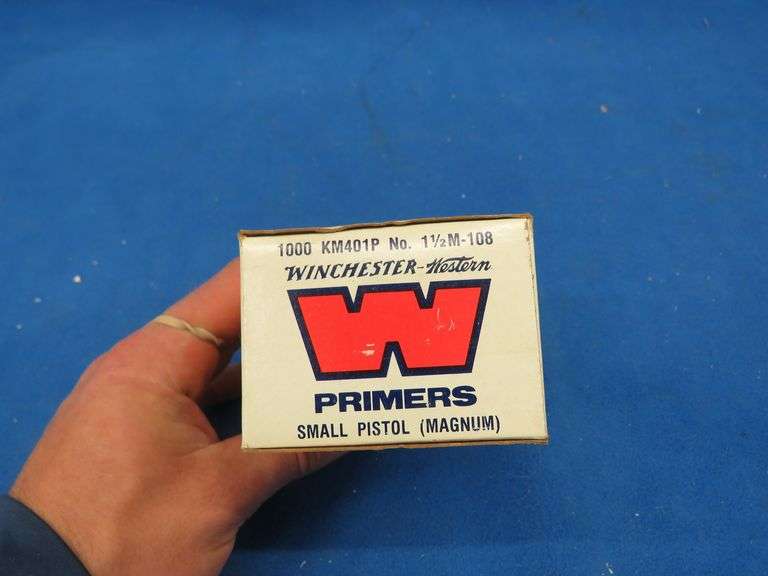 1000 KM401P No. 1½M-108
WINCHESTER-Western
W
PRIMERS
SMALL PISTOL (MAGNUM)